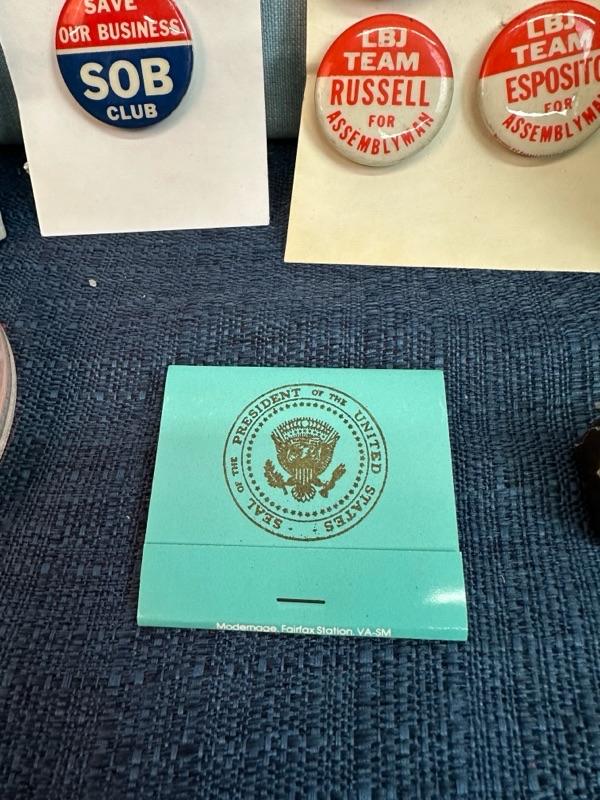 SAVE
OUR BUSINESS
SOB
CLUB
LBJ
TEAM
RUSSELL
FOR
ASSEMBLYMAN
LBJ
TEAM
ESPOSITO
FOR
ASSEMBLYMAN
SEAL OF THE PRESIDENT OF THE UNITED STATES
Modernage, Fairfax Station, VA-SM